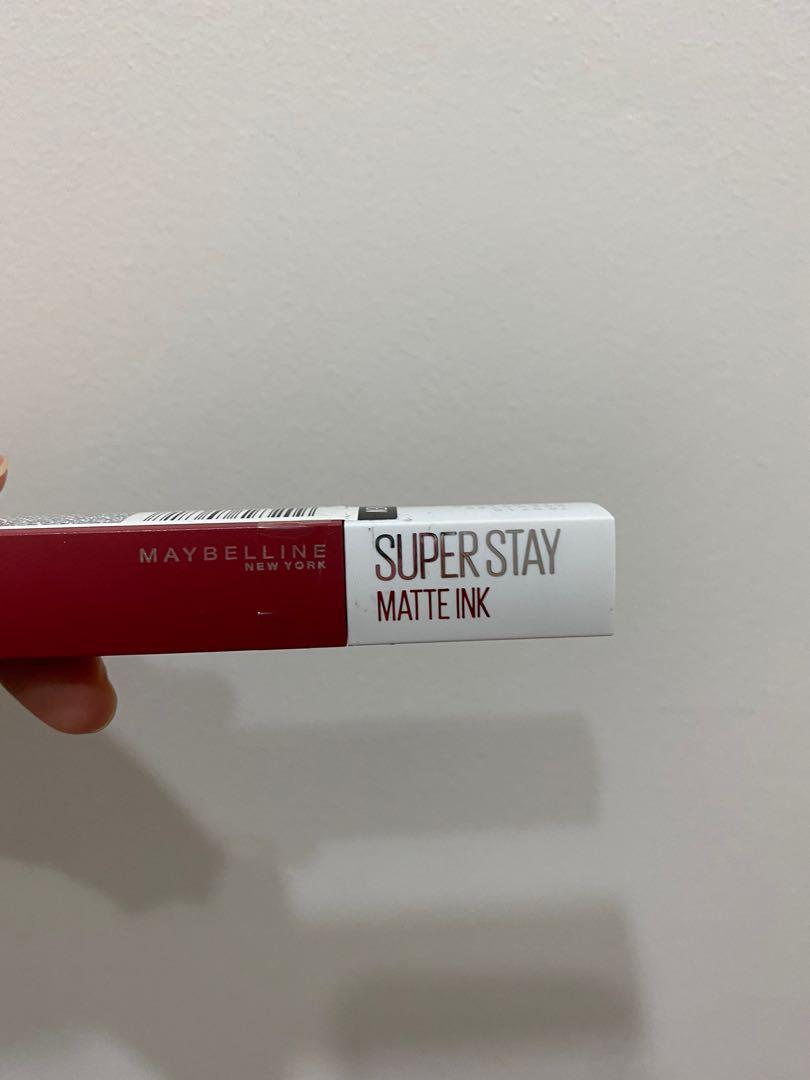 MAYBELLINE
NEW YORK
SUPER STAY
MATTE INK